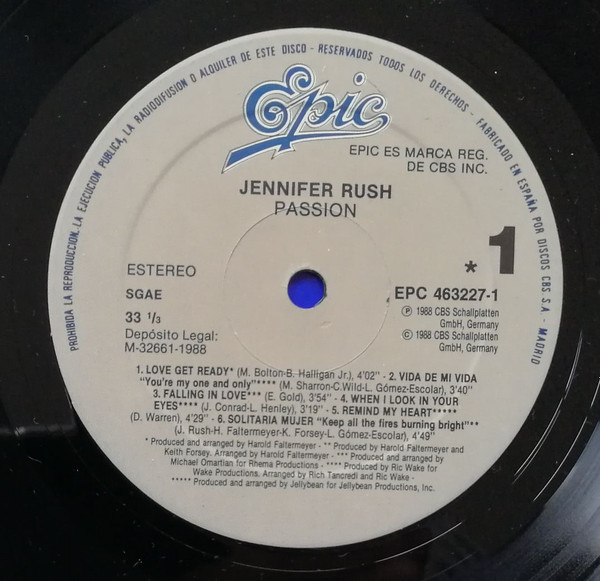 PROHIBIDA LA REPRODUCCION, LA EJECUCION PUBLICA, LA RADIODIFUSION O ALQUILER DE ESTE DISCO - RESERVADOS TODOS LOS DERECHOS - FABRICADO EN ESPAÑA POR DISCOS CBS S.A. - MADRID
Epic
EPIC ES MARCA REG.
DE CBS INC.
JENNIFER RUSH
PASSION
ESTEREO
* 1
SGAE
EPC 463227-1
33 1/3
℗ 1988 CBS Schallplatten
GmbH, Germany
Depósito Legal:
M-32661-1988
© 1988 CBS Schallplatten
GmbH, Germany
1. LOVE GET READY* (M. Bolton-B. Halligan Jr.), 4'02" - 2. VIDA DE MI VIDA
"You're my one and only"**** (M. Sharron-C.Wild-L. Gómez-Escolar), 3'40"
3. FALLING IN LOVE*** (E. Gold), 3'54" - 4. WHEN I LOOK IN YOUR
EYES**** (J. Conrad-L. Henley), 3'19" - 5. REMIND MY HEART*****
(D. Warren), 4'29" - 6. SOLITARIA MUJER "Keep all the fires burning bright"**
(J. Rush-H. Faltermeyer-K. Forsey-L. Gómez-Escolar), 4'49"
* Produced and arranged by Harold Faltermeyer - ** Produced by Harold Faltermeyer and
Keith Forsey. Arranged by Harold Faltermeyer - *** Produced and arranged by
Michael Omartian for Rhema Productions - **** Produced by Ric Wake for
Wake Productions. Arranged by Rich Tancredi and Ric Wake -
***** Produced and arranged by Jellybean for Jellybean Productions, Inc.